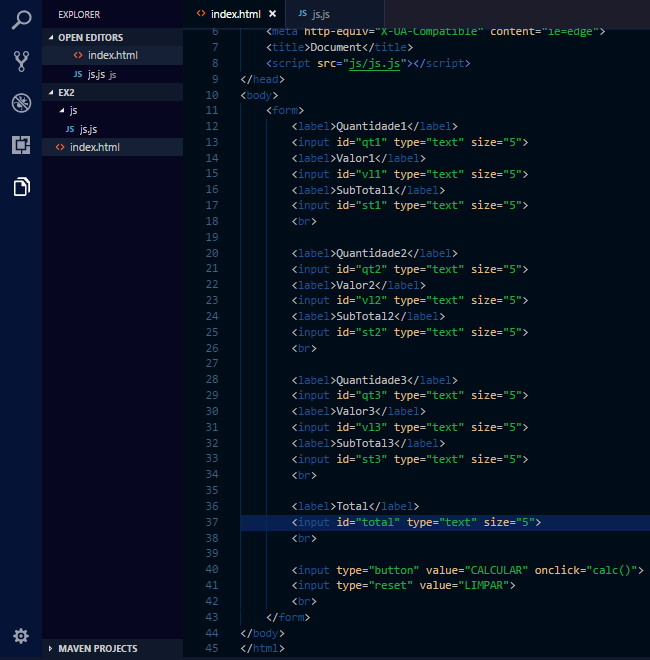 EXPLORER
OPEN EDITORS
index.html
JS js.js js
EX2
js
JS js.js
index.html
MAVEN PROJECTS
index.html ×
JS js.js
6 <meta http-equiv="X-UA-Compatible" content="ie=edge">
7 <title>Document</title>
8 <script src="js/js.js"></script>
9 </head>
10 <body>
11 <form>
12 <label>Quantidade1</label>
13 <input id="qt1" type="text" size="5">
14 <label>Valor1</label>
15 <input id="vl1" type="text" size="5">
16 <label>SubTotal1</label>
17 <input id="st1" type="text" size="5">
18 <br>
19
20 <label>Quantidade2</label>
21 <input id="qt2" type="text" size="5">
22 <label>Valor2</label>
23 <input id="vl2" type="text" size="5">
24 <label>SubTotal2</label>
25 <input id="st2" type="text" size="5">
26 <br>
27
28 <label>Quantidade3</label>
29 <input id="qt3" type="text" size="5">
30 <label>Valor3</label>
31 <input id="vl3" type="text" size="5">
32 <label>SubTotal3</label>
33 <input id="st3" type="text" size="5">
34 <br>
35
36 <label>Total</label>
37 <input id="total" type="text" size="5">
38 <br>
39
40 <input type="button" value="CALCULAR" onclick="calc()">
41 <input type="reset" value="LIMPAR">
42 <br>
43 </form>
44 </body>
45 </html>